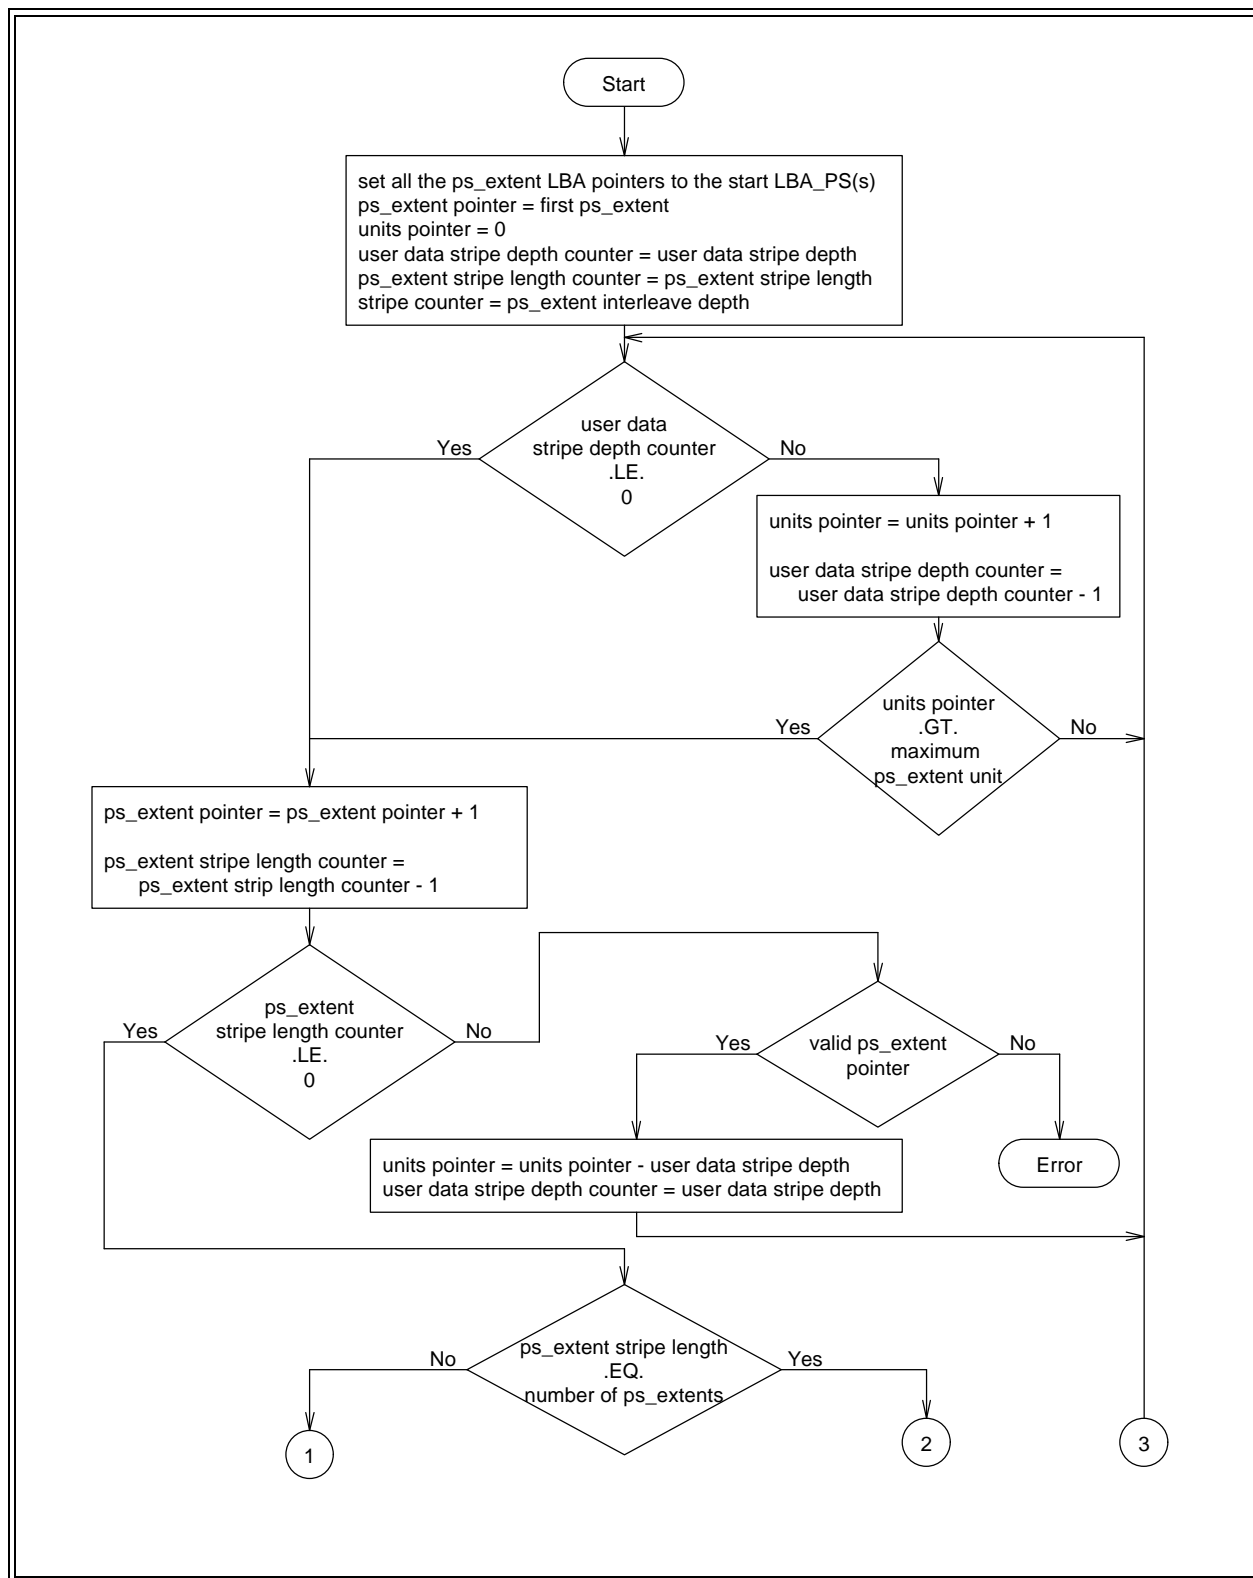 Start
set all the ps_extent LBA pointers to the start LBA_PS(s)
ps_extent pointer = first ps_extent
units pointer = 0
user data stripe depth counter = user data stripe depth
ps_extent stripe length counter = ps_extent stripe length
stripe counter = ps_extent interleave depth
user data
stripe depth counter
.LE.
0
Yes
No
units pointer = units pointer + 1
user data stripe depth counter =
user data stripe depth counter - 1
units pointer
.GT.
maximum
ps_extent unit
Yes
No
ps_extent pointer = ps_extent pointer + 1
ps_extent stripe length counter =
ps_extent strip length counter - 1
ps_extent
stripe length counter
.LE.
0
Yes
No
valid ps_extent
pointer
Yes
No
units pointer = units pointer - user data stripe depth
user data stripe depth counter = user data stripe depth
Error
ps_extent stripe length
.EQ.
number of ps_extents
No
Yes
1
2
3